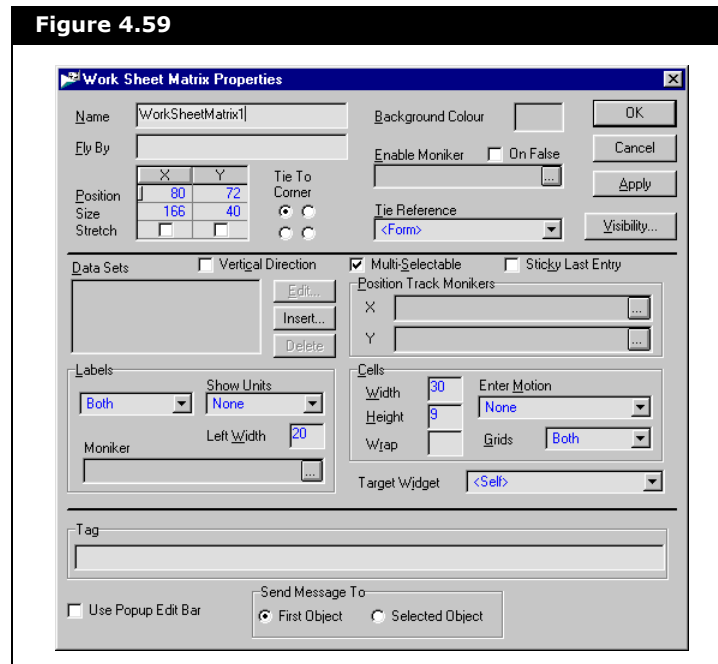 Figure 4.59
Work Sheet Matrix Properties
Name WorkSheetMatrix1
Fly By
X Y
Position 80 72
Size 166 40
Stretch
Tie To
Corner
Background Colour
Enable Moniker On False
...
Tie Reference
<Form>
OK
Cancel
Apply
Visibility...
Data Sets Vertical Direction Multi-Selectable Sticky Last Entry
Edit...
Insert...
Delete
Position Track Monikers
X ...
Y ...
Labels
Show Units
Both None
Left Width 20
Moniker
...
Cells
Width 30 Enter Motion
Height 9 None
Wrap Grids Both
Target Widget <Self>
Tag
Use Popup Edit Bar
Send Message To
First Object Selected Object